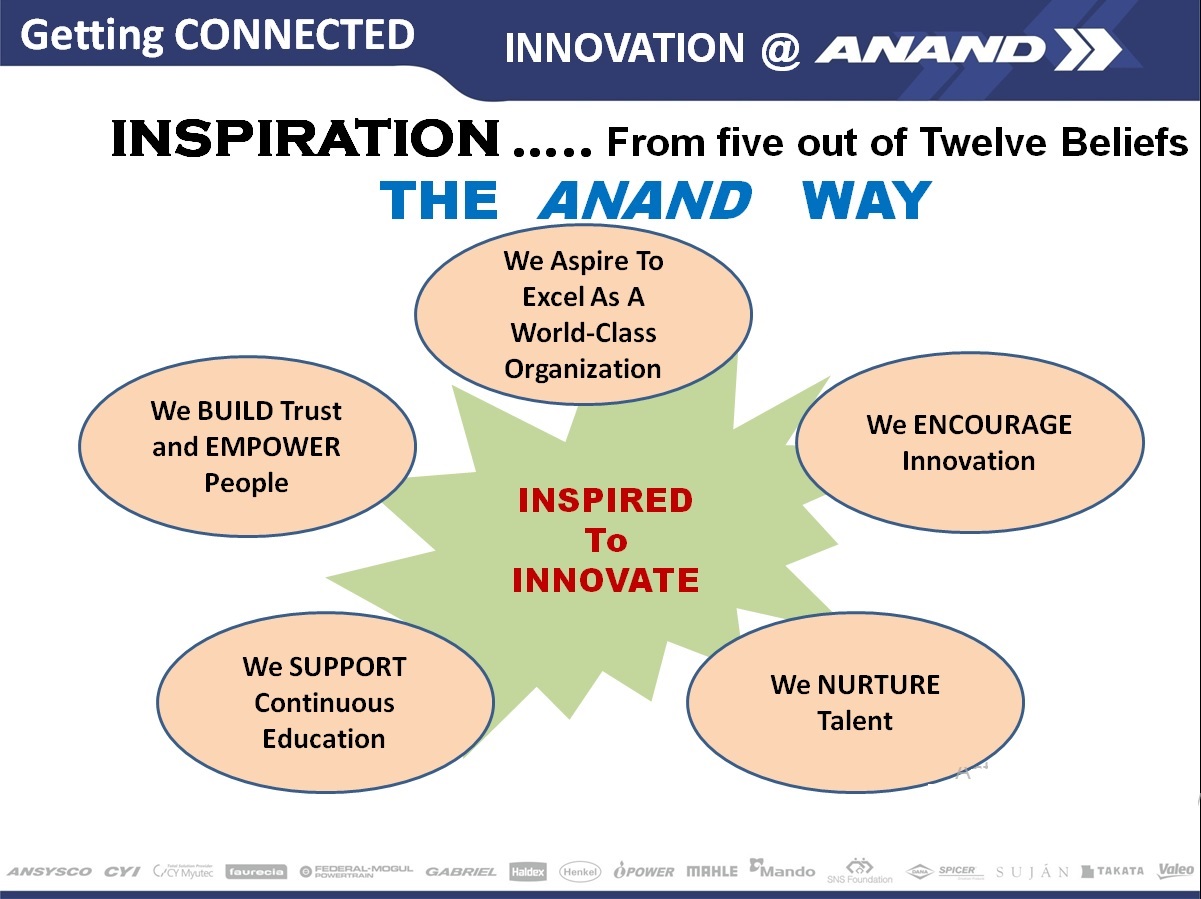 Getting CONNECTED
INNOVATION @ ANAND
INSPIRATION ..... From five out of Twelve Beliefs
THE ANAND WAY
We Aspire To
Excel As A
World-Class
Organization
We BUILD Trust
and EMPOWER
People
We ENCOURAGE
Innovation
INSPIRED
To
INNOVATE
We SUPPORT
Continuous
Education
We NURTURE
Talent
ANSYSCO CYI CY Myutec faurecia FEDERAL-MOGUL POWERTRAIN GABRIEL Haldex Henkel iPOWER MAHLE Mando SNS Foundation DANA SPICER SUJÁN TAKATA Valeo